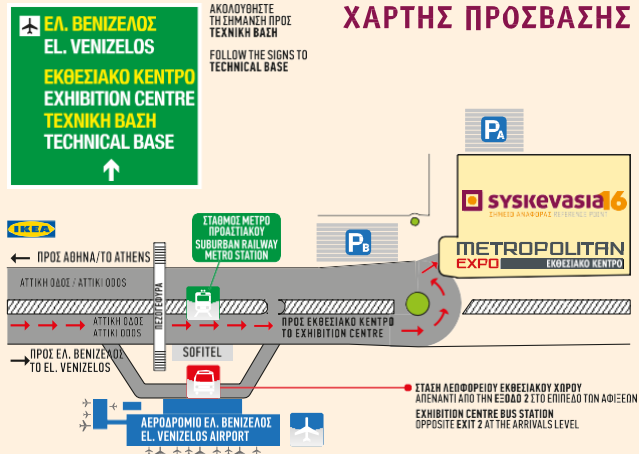 ΧΑΡΤΗΣ ΠΡΟΣΒΑΣΗΣ
ΕΛ. ΒΕΝΙΖΕΛΟΣ
EL. VENIZELOS
ΕΚΘΕΣΙΑΚΟ ΚΕΝΤΡΟ
EXHIBITION CENTRE
ΤΕΧΝΙΚΗ ΒΑΣΗ
TECHNICAL BASE
ΑΚΟΛΟΥΘΗΣΤΕ
ΤΗ ΣΗΜΑΝΣΗ ΠΡΟΣ
ΤΕΧΝΙΚΗ ΒΑΣΗ
FOLLOW THE SIGNS TO
TECHNICAL BASE
PA
syskevasia16
ΣΗΜΕΙΟ ΑΝΑΦΟΡΑΣ REFERENCE POINT
METROPOLITAN
EXPO ΕΚΘΕΣΙΑΚΟ ΚΕΝΤΡΟ
PB
IKEA
ΣΤΑΘΜΟΣ ΜΕΤΡΟ
ΠΡΟΑΣΤΙΑΚΟΥ
SUBURBAN RAILWAY
METRO STATION
ΠΡΟΣ ΑΘΗΝΑ/TO ATHENS
ΑΤΤΙΚΗ ΟΔΟΣ / ATTIKI ODOS
ΠΕΖΟΓΕΦΥΡΑ
ΑΤΤΙΚΗ ΟΔΟΣ
ATTIKI ODOS
ΠΡΟΣ ΕΚΘΕΣΙΑΚΟ ΚΕΝΤΡΟ
TO EXHIBITION CENTRE
ΠΡΟΣ ΕΛ. ΒΕΝΙΖΕΛΟΣ
TO EL. VENIZELOS
SOFITEL
ΣΤΑΣΗ ΛΕΩΦΟΡΕΙΟΥ ΕΚΘΕΣΙΑΚΟΥ ΧΩΡΟΥ
ΑΠΕΝΑΝΤΙ ΑΠΟ ΤΗΝ ΕΞΟΔΟ 2 ΣΤΟ ΕΠΙΠΕΔΟ ΤΩΝ ΑΦΙΞΕΩΝ
EXHIBITION CENTRE BUS STATION
OPPOSITE EXIT 2 AT THE ARRIVALS LEVEL
ΑΕΡΟΔΡΟΜΙΟ ΕΛ. ΒΕΝΙΖΕΛΟΣ
EL. VENIZELOS AIRPORT